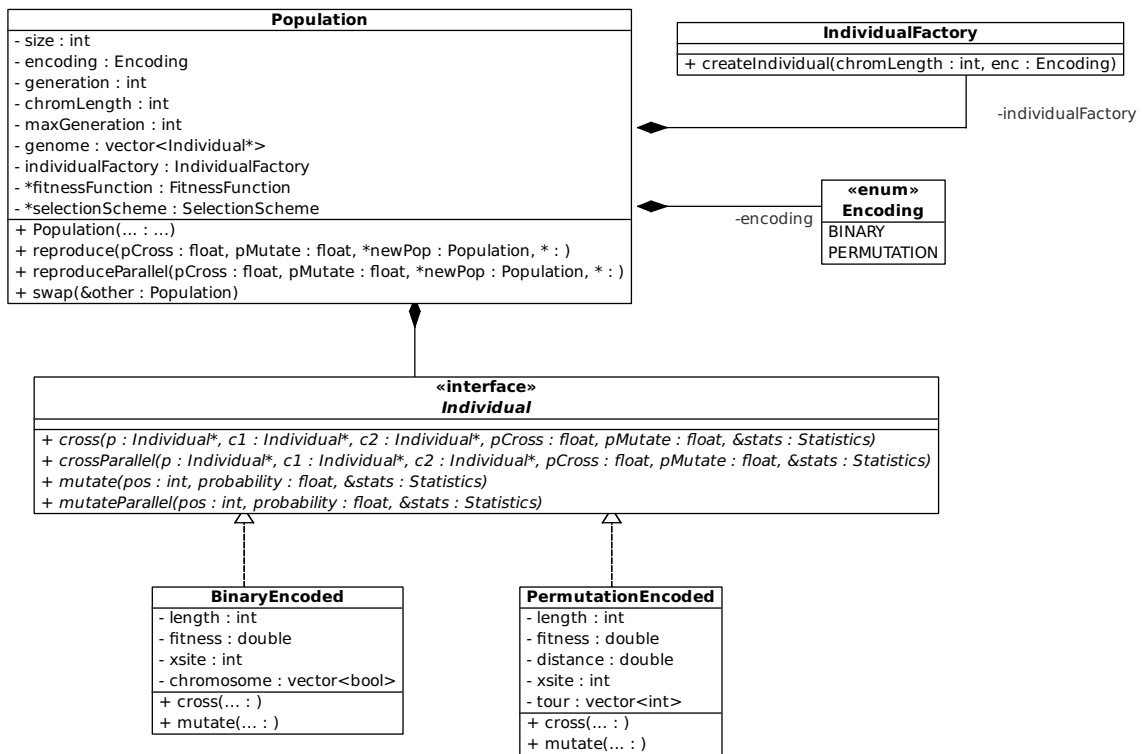 Population
- size : int
- encoding : Encoding
- generation : int
- chromLength : int
- maxGeneration : int
- genome : vector<Individual*>
- individualFactory : IndividualFactory
- *fitnessFunction : FitnessFunction
- *selectionScheme : SelectionScheme
+ Population(... : ...)
+ reproduce(pCross : float, pMutate : float, *newPop : Population, * : )
+ reproduceParallel(pCross : float, pMutate : float, *newPop : Population, * : )
+ swap(&other : Population)
IndividualFactory
+ createIndividual(chromLength : int, enc : Encoding)
-individualFactory
-encoding
«enum»
Encoding
BINARY
PERMUTATION
«interface»
Individual
+ cross(p : Individual*, c1 : Individual*, c2 : Individual*, pCross : float, pMutate : float, &stats : Statistics)
+ crossParallel(p : Individual*, c1 : Individual*, c2 : Individual*, pCross : float, pMutate : float, &stats : Statistics)
+ mutate(pos : int, probability : float, &stats : Statistics)
+ mutateParallel(pos : int, probability : float, &stats : Statistics)
BinaryEncoded
- length : int
- fitness : double
- xsite : int
- chromosome : vector<bool>
+ cross(... : )
+ mutate(... : )
PermutationEncoded
- length : int
- fitness : double
- distance : double
- xsite : int
- tour : vector<int>
+ cross(... : )
+ mutate(... : )